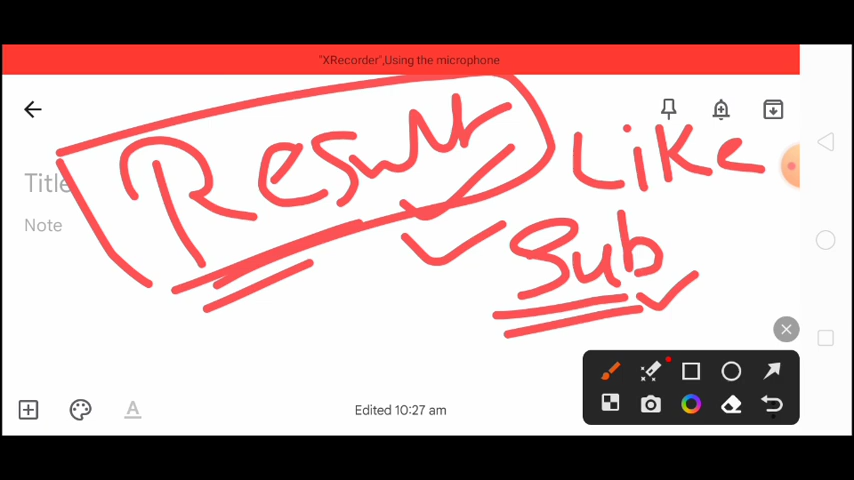 "XRecorder",Using the microphone
Result Like
Title
Note
Sub
A
Edited 10:27 am